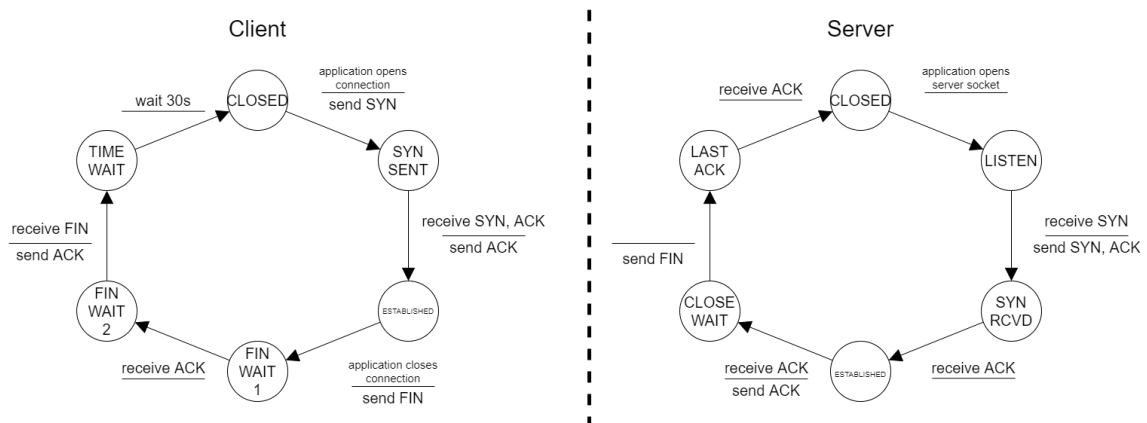 Client
CLOSED
application opens
connection
send SYN
SYN
SENT
receive SYN, ACK
send ACK
ESTABLISHED
application closes
connection
send FIN
FIN
WAIT
1
receive ACK
FIN
WAIT
2
receive FIN
send ACK
TIME
WAIT
wait 30s
Server
CLOSED
application opens
server socket
LISTEN
receive SYN
send SYN, ACK
SYN
RCVD
receive ACK
ESTABLISHED
receive ACK
send ACK
CLOSE
WAIT
send FIN
LAST
ACK
receive ACK